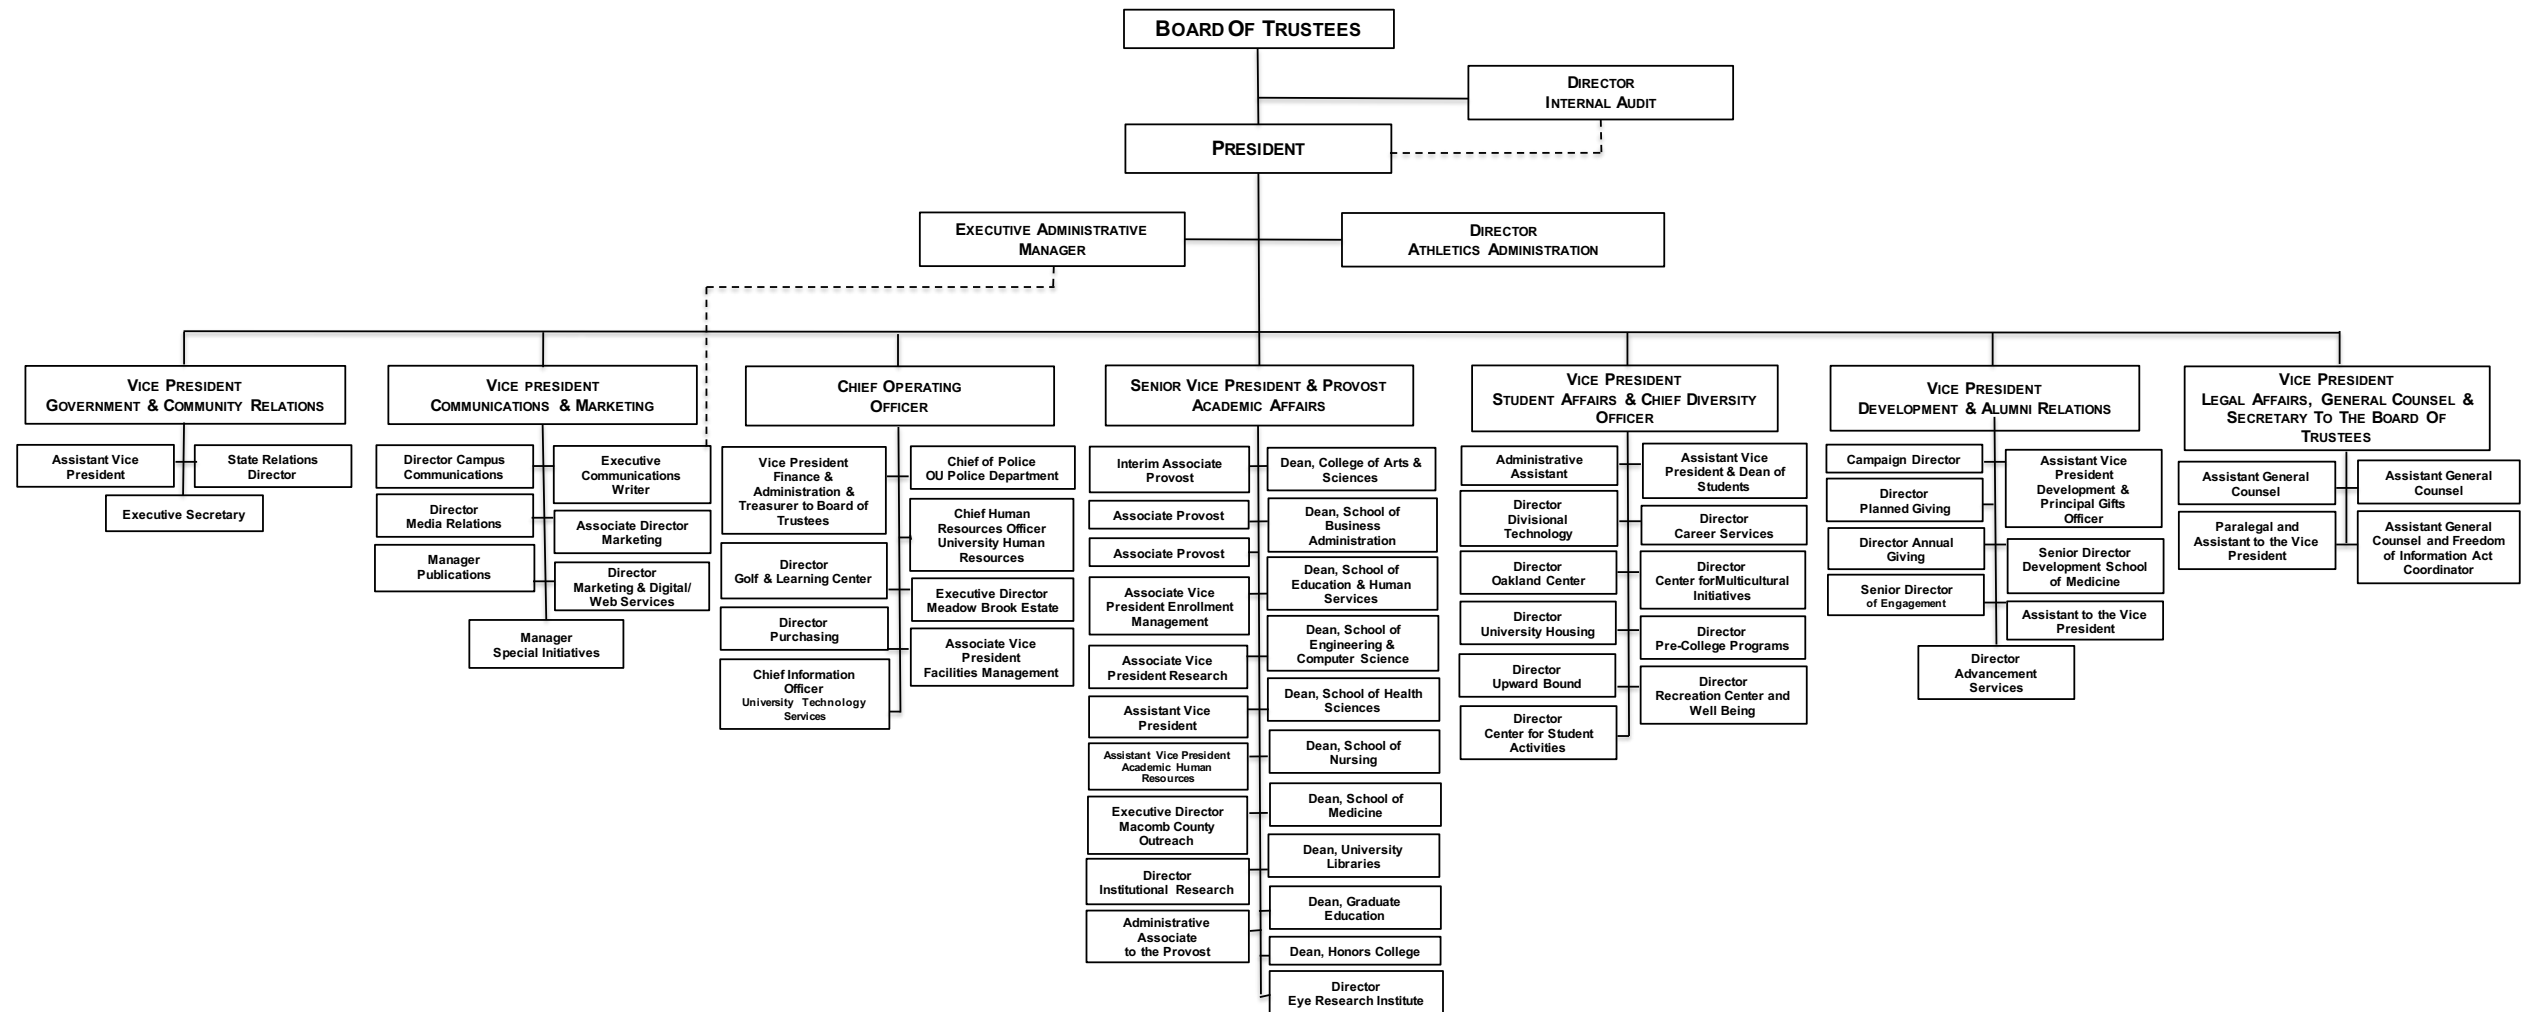 BOARD OF TRUSTEES
DIRECTOR
INTERNAL AUDIT
PRESIDENT
EXECUTIVE ADMINISTRATIVE
MANAGER
DIRECTOR
ATHLETICS ADMINISTRATION
VICE PRESIDENT
GOVERNMENT & COMMUNITY RELATIONS
Assistant Vice
President
State Relations
Director
Executive Secretary
VICE PRESIDENT
COMMUNICATIONS & MARKETING
Director Campus
Communications
Executive
Communications
Writer
Director
Media Relations
Associate Director
Marketing
Manager
Publications
Director
Marketing & Digital/
Web Services
Manager
Special Initiatives
CHIEF OPERATING
OFFICER
Vice President
Finance &
Administration &
Treasurer to Board of
Trustees
Chief of Police
OU Police Department
Chief Human
Resources Officer
University Human
Resources
Director
Golf & Learning Center
Executive Director
Meadow Brook Estate
Director
Purchasing
Associate Vice
President
Facilities Management
Chief Information
Officer
University Technology
Services
SENIOR VICE PRESIDENT & PROVOST
ACADEMIC AFFAIRS
Interim Associate
Provost
Dean, College of Arts &
Sciences
Associate Provost
Dean, School of
Business
Administration
Associate Provost
Dean, School of
Education & Human
Services
Associate Vice
President Enrollment
Management
Dean, School of
Engineering &
Computer Science
Associate Vice
President Research
Dean, School of Health
Sciences
Assistant Vice
President
Dean, School of
Nursing
Assistant Vice President
Academic Human
Resources
Dean, School of
Medicine
Executive Director
Macomb County
Outreach
Dean, University
Libraries
Director
Institutional Research
Dean, Graduate
Education
Administrative
Associate
to the Provost
Dean, Honors College
Director
Eye Research Institute
VICE PRESIDENT
STUDENT AFFAIRS & CHIEF DIVERSITY
OFFICER
Administrative
Assistant
Assistant Vice
President & Dean of
Students
Director
Divisional
Technology
Director
Career Services
Director
Oakland Center
Director
Center forMulticultural
Initiatives
Director
University Housing
Director
Pre-College Programs
Director
Upward Bound
Director
Recreation Center and
Well Being
Director
Center for Student
Activities
VICE PRESIDENT
DEVELOPMENT & ALUMNI RELATIONS
Campaign Director
Assistant Vice
President
Development &
Principal Gifts
Officer
Director
Planned Giving
Director Annual
Giving
Senior Director
Development School
of Medicine
Senior Director
of Engagement
Assistant to the Vice
President
Director
Advancement
Services
VICE PRESIDENT
LEGAL AFFAIRS, GENERAL COUNSEL &
SECRETARY TO THE BOARD OF
TRUSTEES
Assistant General
Counsel
Assistant General
Counsel
Paralegal and
Assistant to the Vice
President
Assistant General
Counsel and Freedom
of Information Act
Coordinator